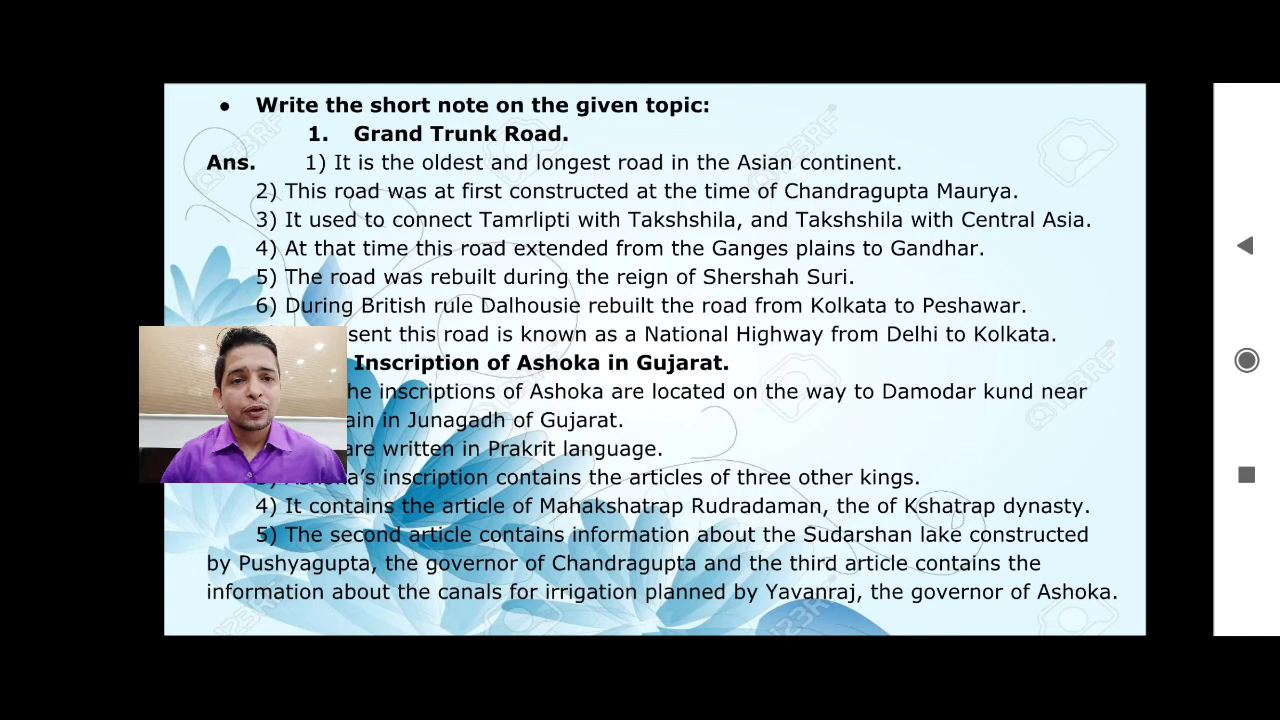 ● Write the short note on the given topic:
1. Grand Trunk Road.
Ans. 1) It is the oldest and longest road in the Asian continent.
2) This road was at first constructed at the time of Chandragupta Maurya.
3) It used to connect Tamrlipti with Takshshila, and Takshshila with Central Asia.
4) At that time this road extended from the Ganges plains to Gandhar.
5) The road was rebuilt during the reign of Shershah Suri.
6) During British rule Dalhousie rebuilt the road from Kolkata to Peshawar.
this road is known as a National Highway from Delhi to Kolkata.
Inscription of Ashoka in Gujarat.
inscriptions of Ashoka are located on the way to Damodar kund near
in Junagadh of Gujarat.
are written in Prakrit language.
inscription contains the articles of three other kings.
4) It contains the article of Mahakshatrap Rudradaman, the of Kshatrap dynasty.
5) The second article contains information about the Sudarshan lake constructed
by Pushyagupta, the governor of Chandragupta and the third article contains the
information about the canals for irrigation planned by Yavanraj, the governor of Ashoka.
123RF